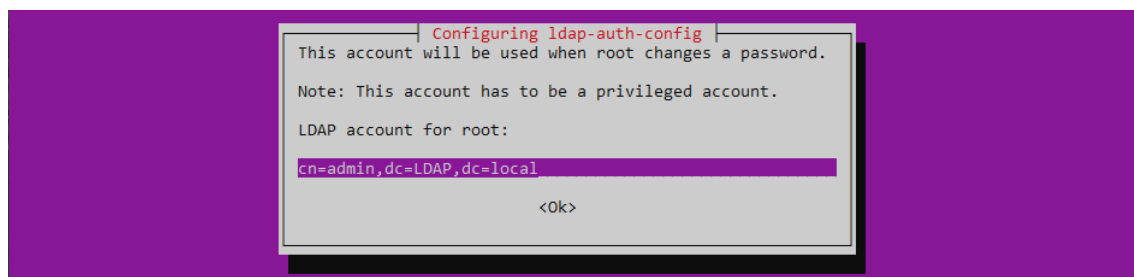 Configuring ldap-auth-config
This account will be used when root changes a password.
Note: This account has to be a privileged account.
LDAP account for root:
cn=admin,dc=LDAP,dc=local
<Ok>